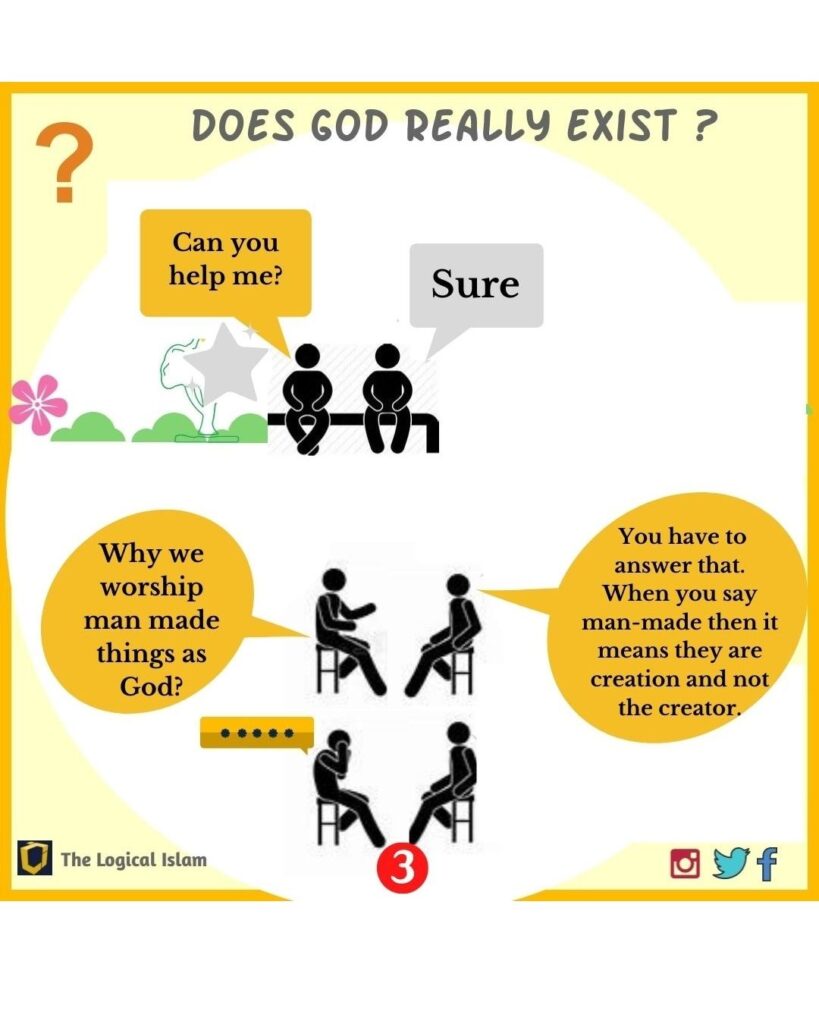 ?
DOES GOD REALLY EXIST ?
Can you
help me?
Sure
Why we
worship
man made
things as
God?
You have to
answer that.
When you say
man-made then it
means they are
creation and not
the creator.
*****
The Logical Islam
3